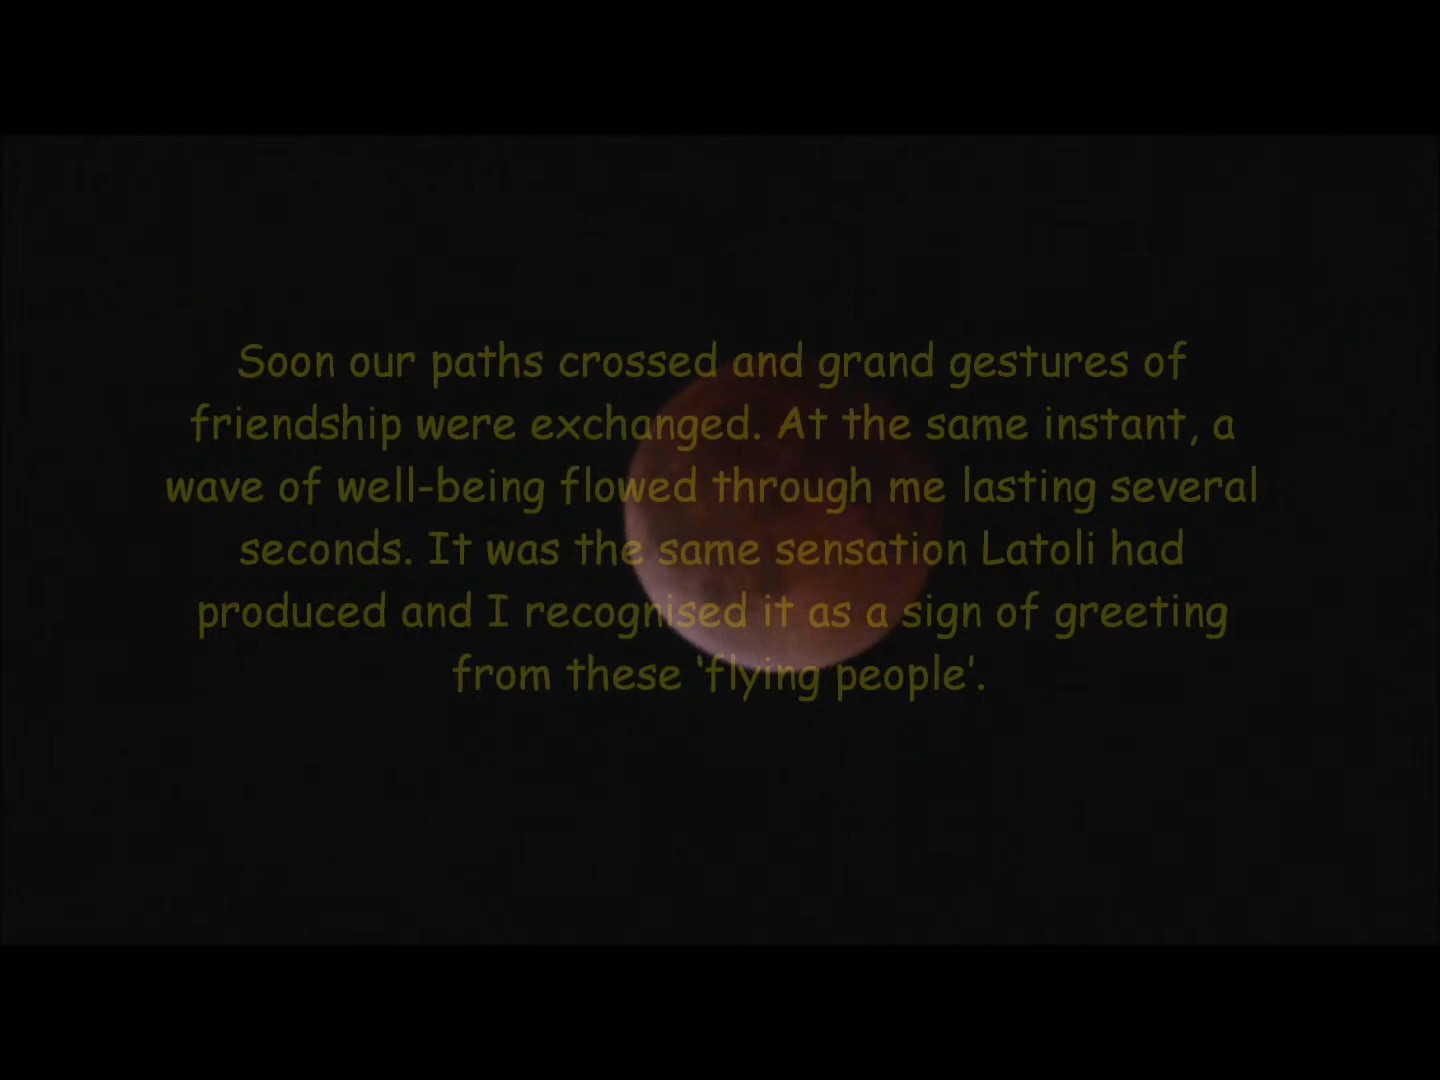 Soon our paths crossed and grand gestures of
friendship were exchanged. At the same instant, a
wave of well-being flowed through me lasting several
seconds. It was the same sensation Latoli had
produced and I recognised it as a sign of greeting
from these ‘flying people’.